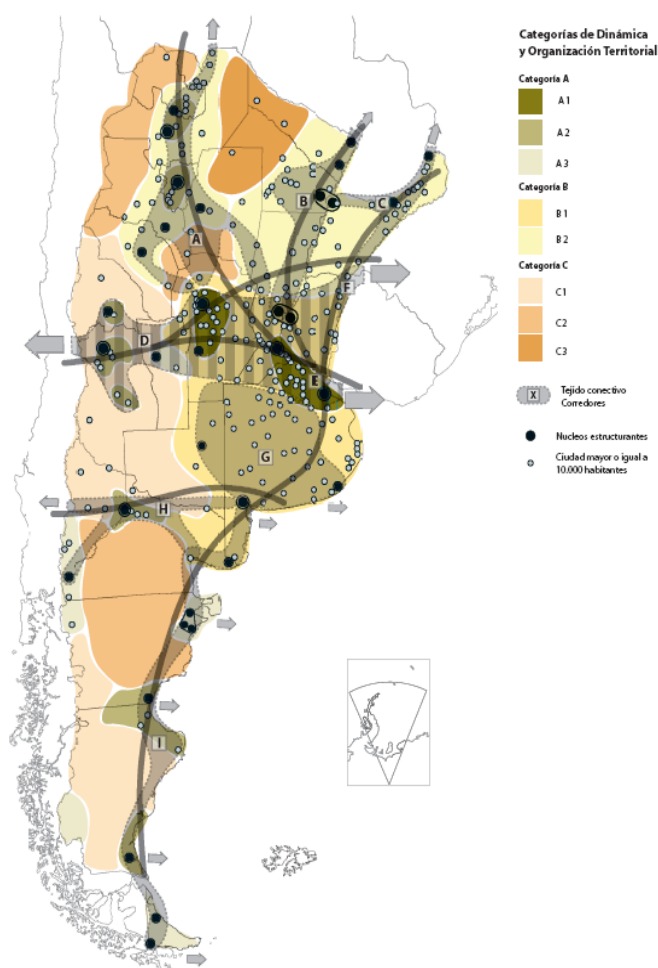 Categorías de Dinámica
y Organización Territorial
Categoría A
A 1
A 2
A 3
Categoría B
B 1
B 2
Categoría C
C1
C2
C3
X
Tejido conectivo
Corredores
Nucleos estructurantes
Ciudad mayor o igual a
10.000 habitantes
B
C
A
F
D
E
G
H
I